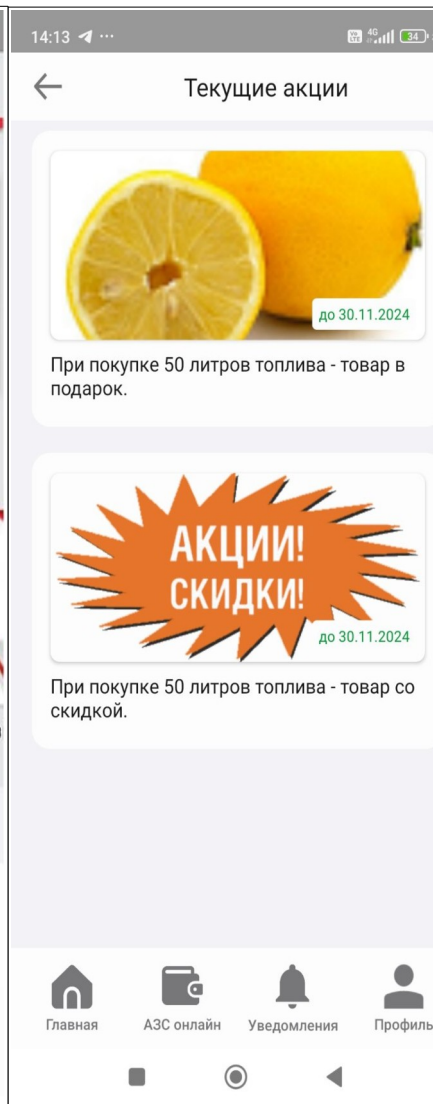 14:13
4G
34
Текущие акции
до 30.11.2024
При покупке 50 литров топлива - товар в
подарок.
АКЦИИ!
СКИДКИ!
до 30.11.2024
При покупке 50 литров топлива - товар со
скидкой.
Главная АЗС онлайн Уведомления Профиль